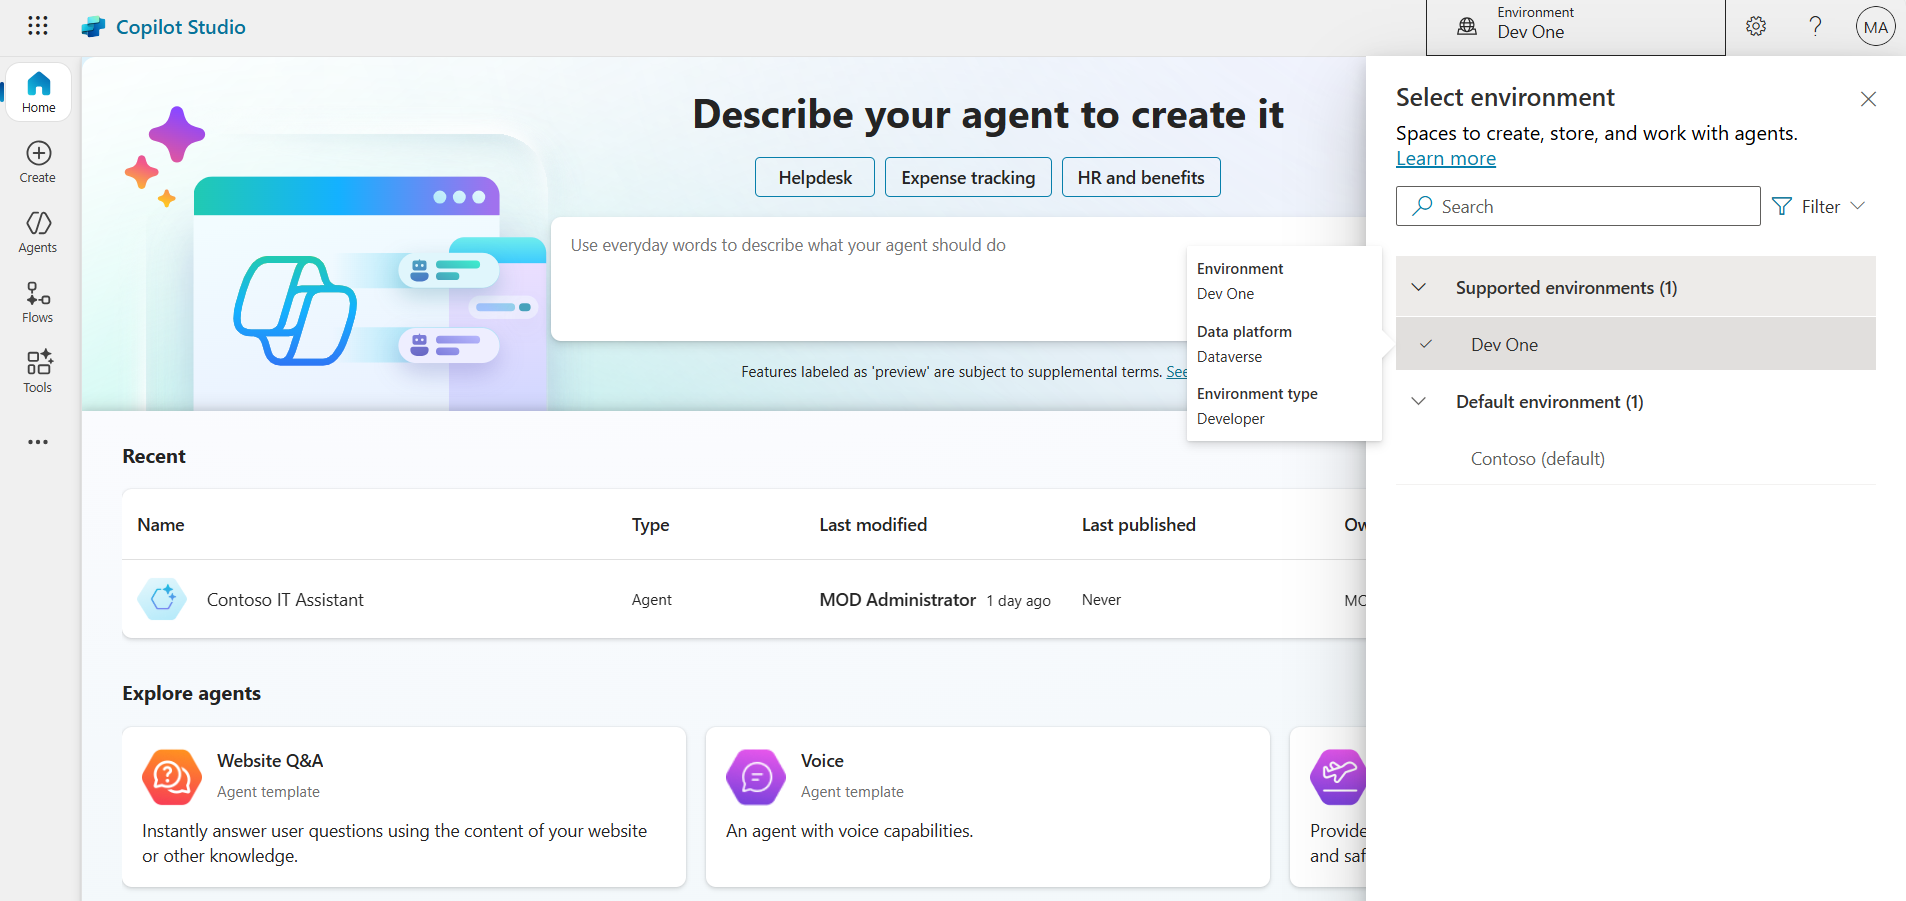 Copilot Studio
Environment
Dev One
MA
Home
Create
Agents
Flows
Tools
Describe your agent to create it
Helpdesk
Expense tracking
HR and benefits
Use everyday words to describe what your agent should do
Features labeled as 'preview' are subject to supplemental terms. See
Recent
Name Type Last modified Last published Ow
Contoso IT Assistant Agent MOD Administrator 1 day ago Never MO
Explore agents
Website Q&A
Agent template
Instantly answer user questions using the content of your website
or other knowledge.
Voice
Agent template
An agent with voice capabilities.
Provide
and saf
Environment
Dev One
Data platform
Dataverse
Environment type
Developer
Select environment
Spaces to create, store, and work with agents.
Learn more
Search
Filter
Supported environments (1)
Dev One
Default environment (1)
Contoso (default)